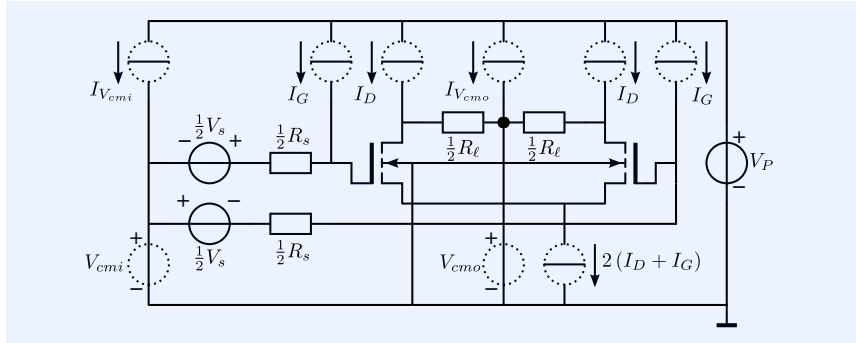 I_{V_{cmi}}
I_G
I_D
I_{V_{cmo}}
I_D
I_G
− ½V_s +
½R_s
½R_ℓ
½R_ℓ
+
V_P
−
+ −
½V_s
½R_s
+
V_{cmi}
−
+
V_{cmo}
−
2 (I_D + I_G)